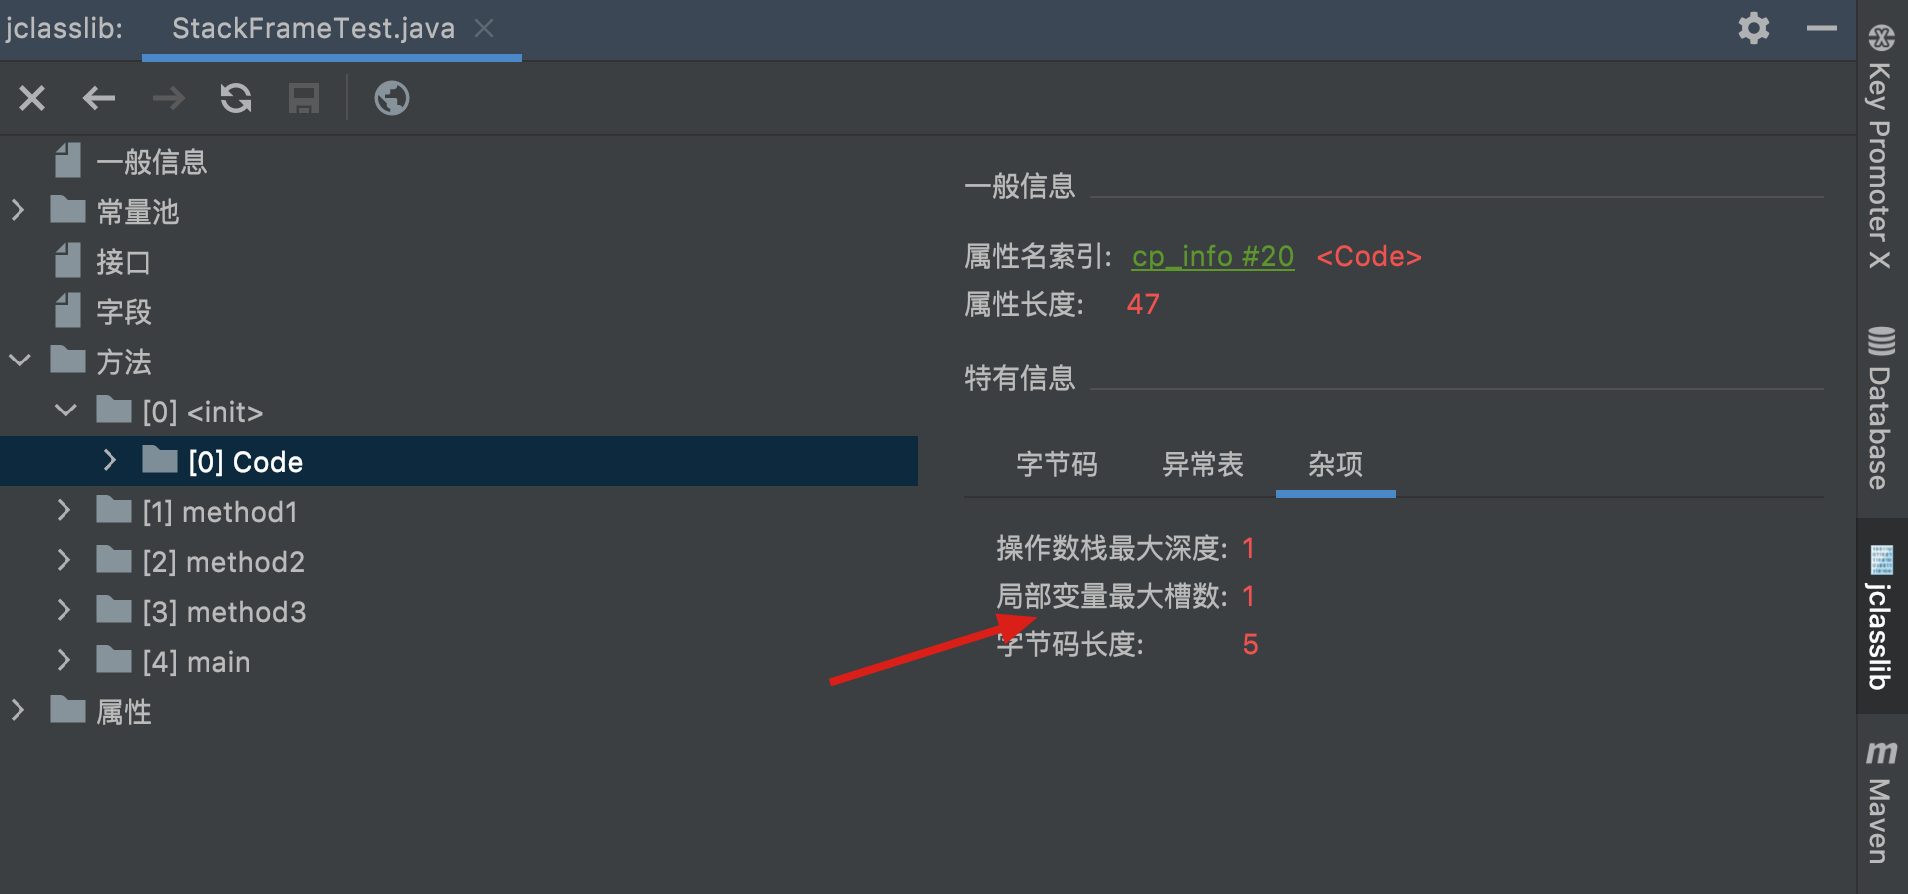 jclasslib: StackFrameTest.java
一般信息
常量池
接口
字段
方法
[0] <init>
[0] Code
[1] method1
[2] method2
[3] method3
[4] main
属性
一般信息
属性名索引: cp_info #20 <Code>
属性长度: 47
特有信息
字节码 异常表 杂项
操作数栈最大深度: 1
局部变量最大槽数: 1
字节码长度: 5
Key Promoter X
Database
jclasslib
m Maven